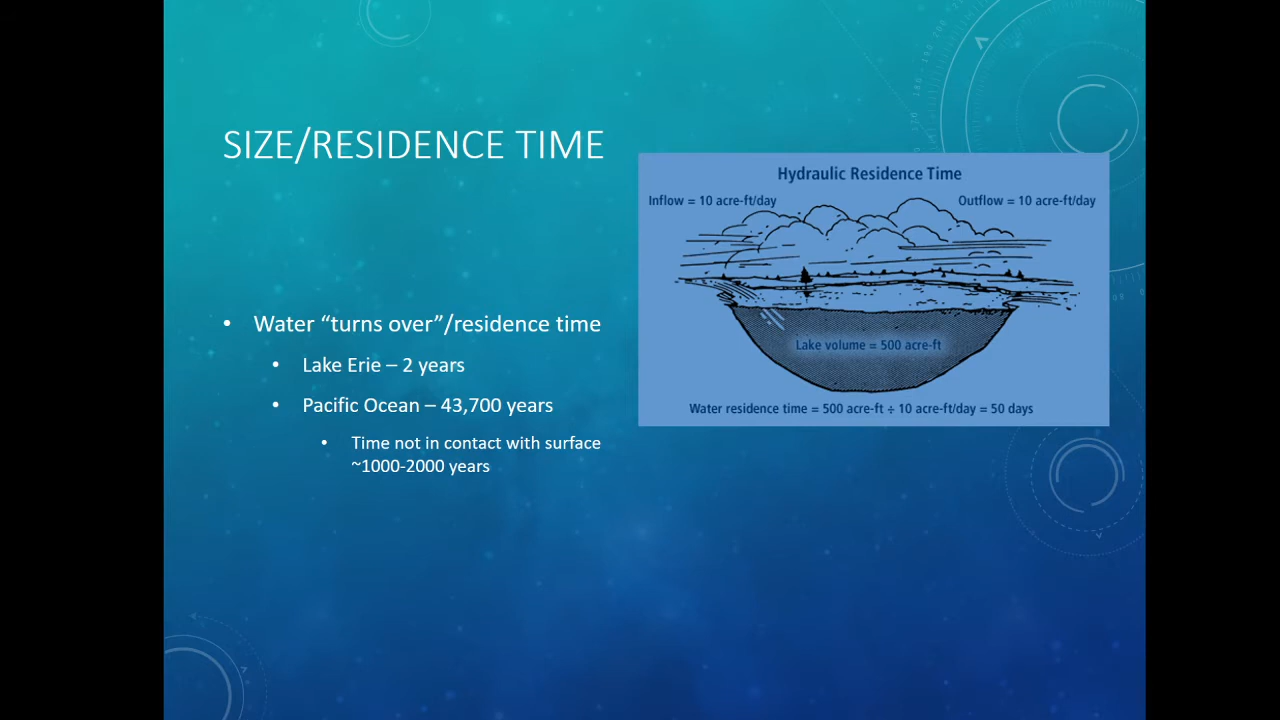 SIZE/RESIDENCE TIME
• Water “turns over”/residence time
• Lake Erie – 2 years
• Pacific Ocean – 43,700 years
• Time not in contact with surface
~1000-2000 years
Hydraulic Residence Time
Inflow = 10 acre-ft/day
Outflow = 10 acre-ft/day
Lake volume = 500 acre-ft
Water residence time = 500 acre-ft ÷ 10 acre-ft/day = 50 days